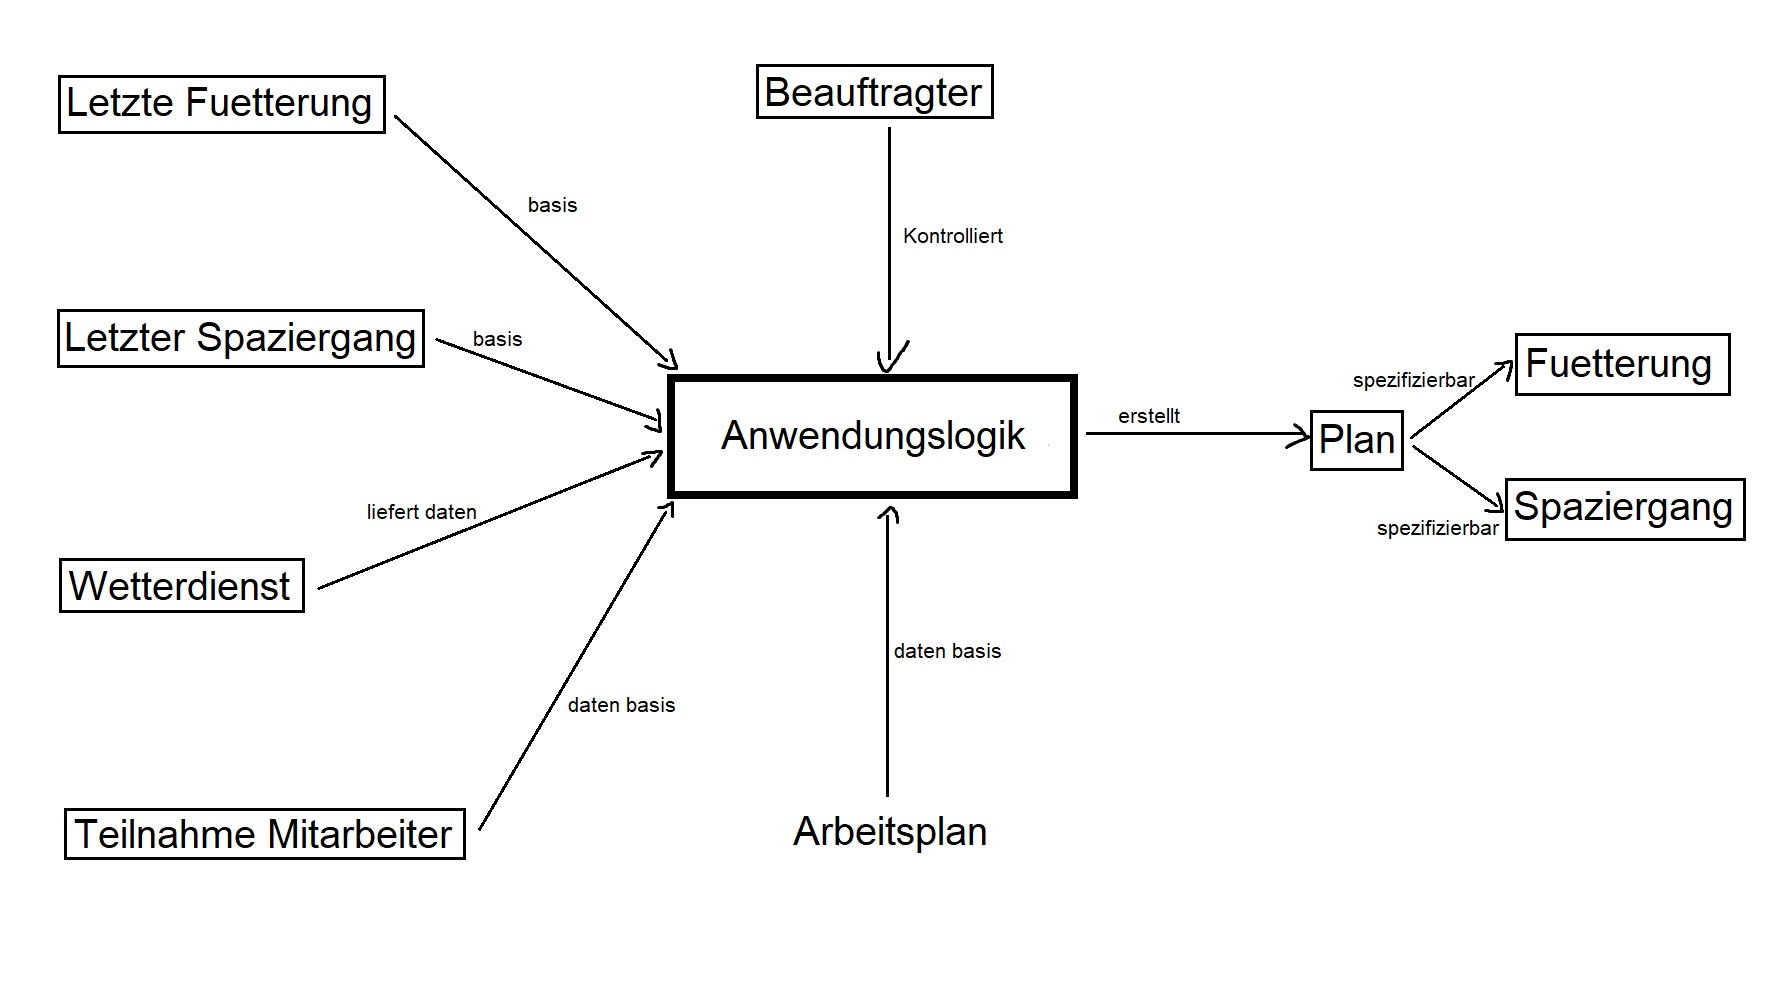 Letzte Fuetterung
Beauftragter
basis
Kontrolliert
Letzter Spaziergang
basis
Anwendungslogik
erstellt
Plan
spezifizierbar
Fuetterung
spezifizierbar
Spaziergang
liefert daten
Wetterdienst
daten basis
daten basis
Teilnahme Mitarbeiter
Arbeitsplan